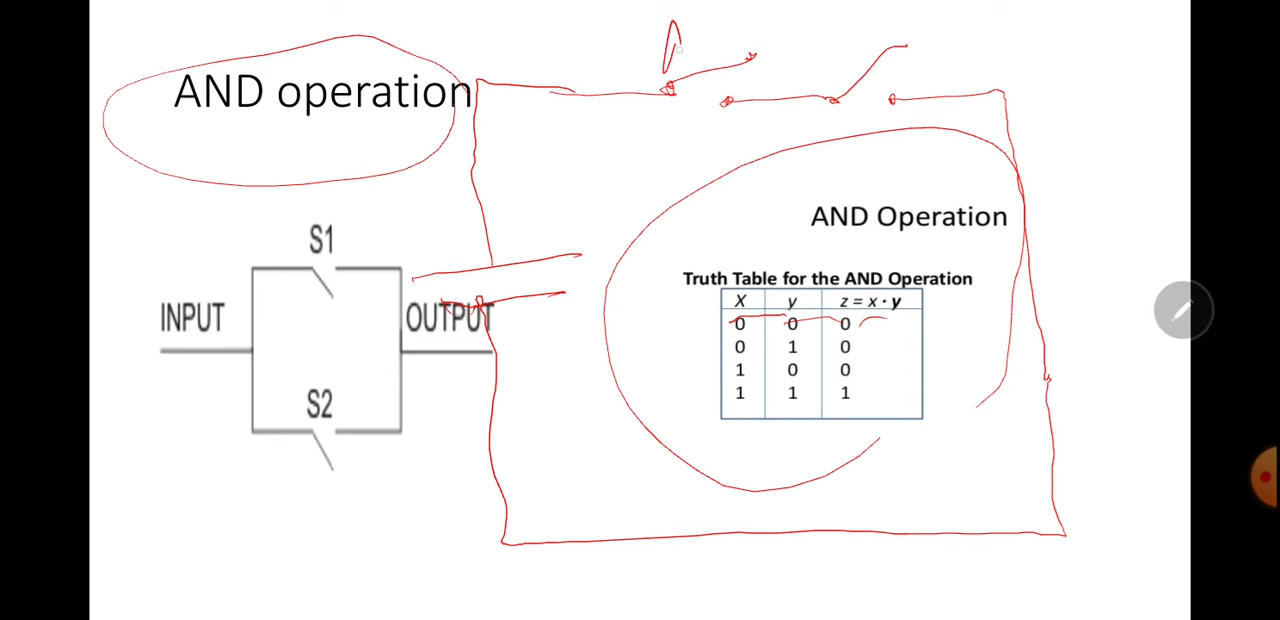 AND operation
S1
INPUT
OUTPUT
S2
AND Operation
Truth Table for the AND Operation
x y z = x · y
0 0 0
0 1 0
1 0 0
1 1 1